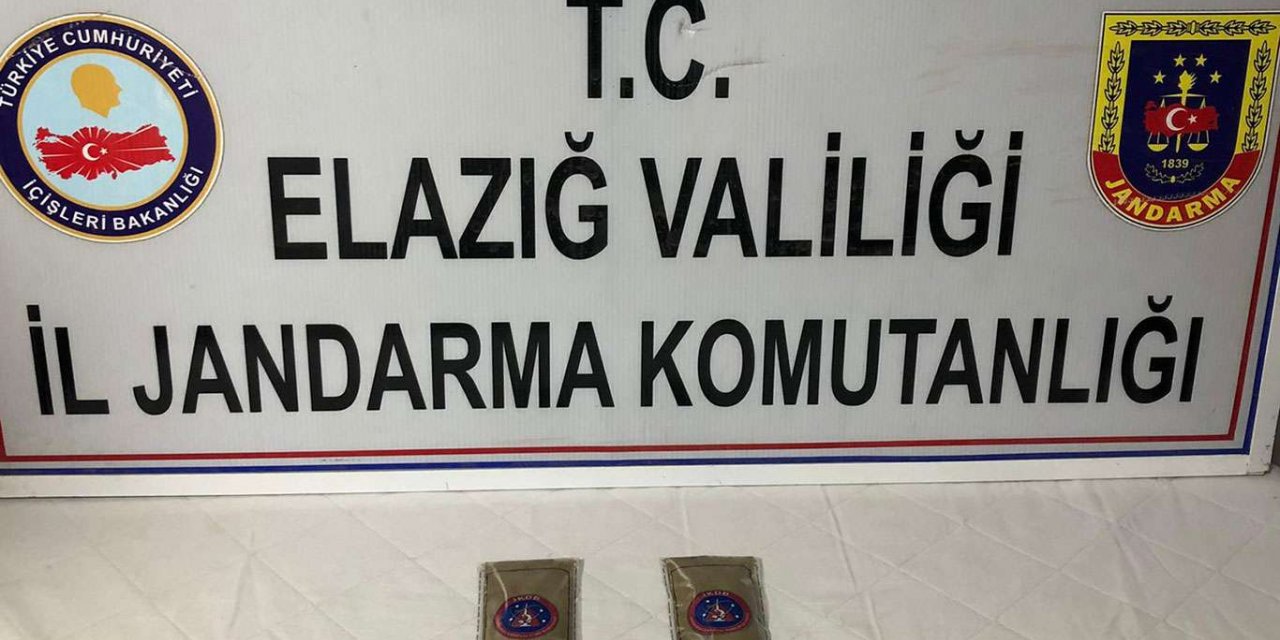 T.C.
ELAZIĞ VALİLİĞİ
İL JANDARMA KOMUTANLIĞI
TÜRKİYE CUMHURİYETİ
İÇİŞLERİ BAKANLIĞI
1839
JANDARMA